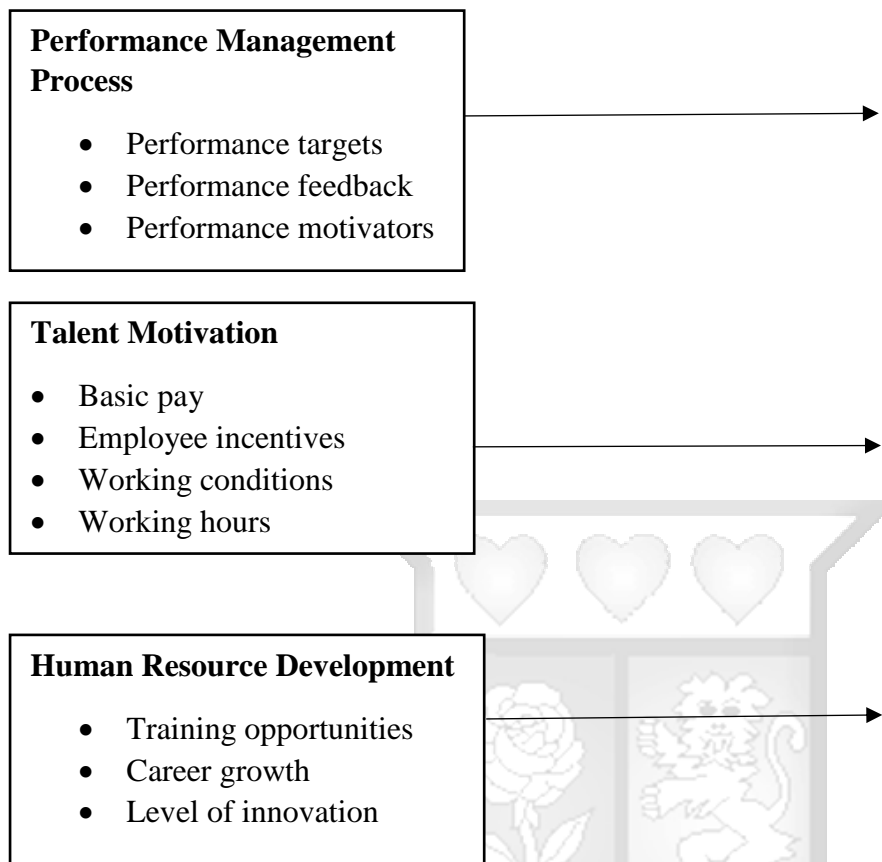 Performance Management
Process
• Performance targets
• Performance feedback
• Performance motivators
Talent Motivation
• Basic pay
• Employee incentives
• Working conditions
• Working hours
Human Resource Development
• Training opportunities
• Career growth
• Level of innovation